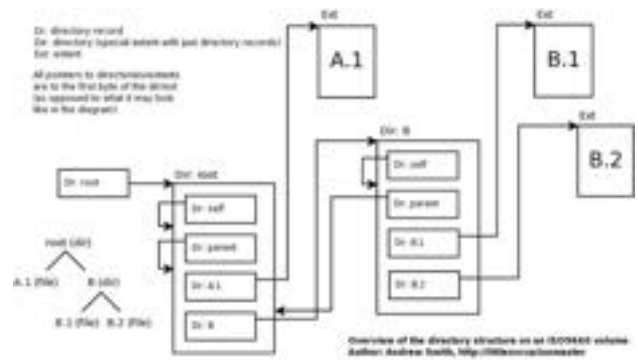 Dr: directory record
Dir: directory (special extent with just directory records)
Ext: extent
All pointers to directories/extents
are to the first byte of the
(as opposed to what it may look
like in the diagram)
Ext
A.1
Ext
B.1
Ext
B.2
Dir: B
Dr: self
Dr: parent
Dr: B.1
Dr: B.2
Dr: root
Dir: root
Dr: self
Dr: parent
Dr: A.1
Dr: B
root (dir)
A.1 (file)
B (dir)
B.1 (file)
B.2 (file)
Overview of the directory structure on an ISO9660 volume
Author: Andrew Smith,